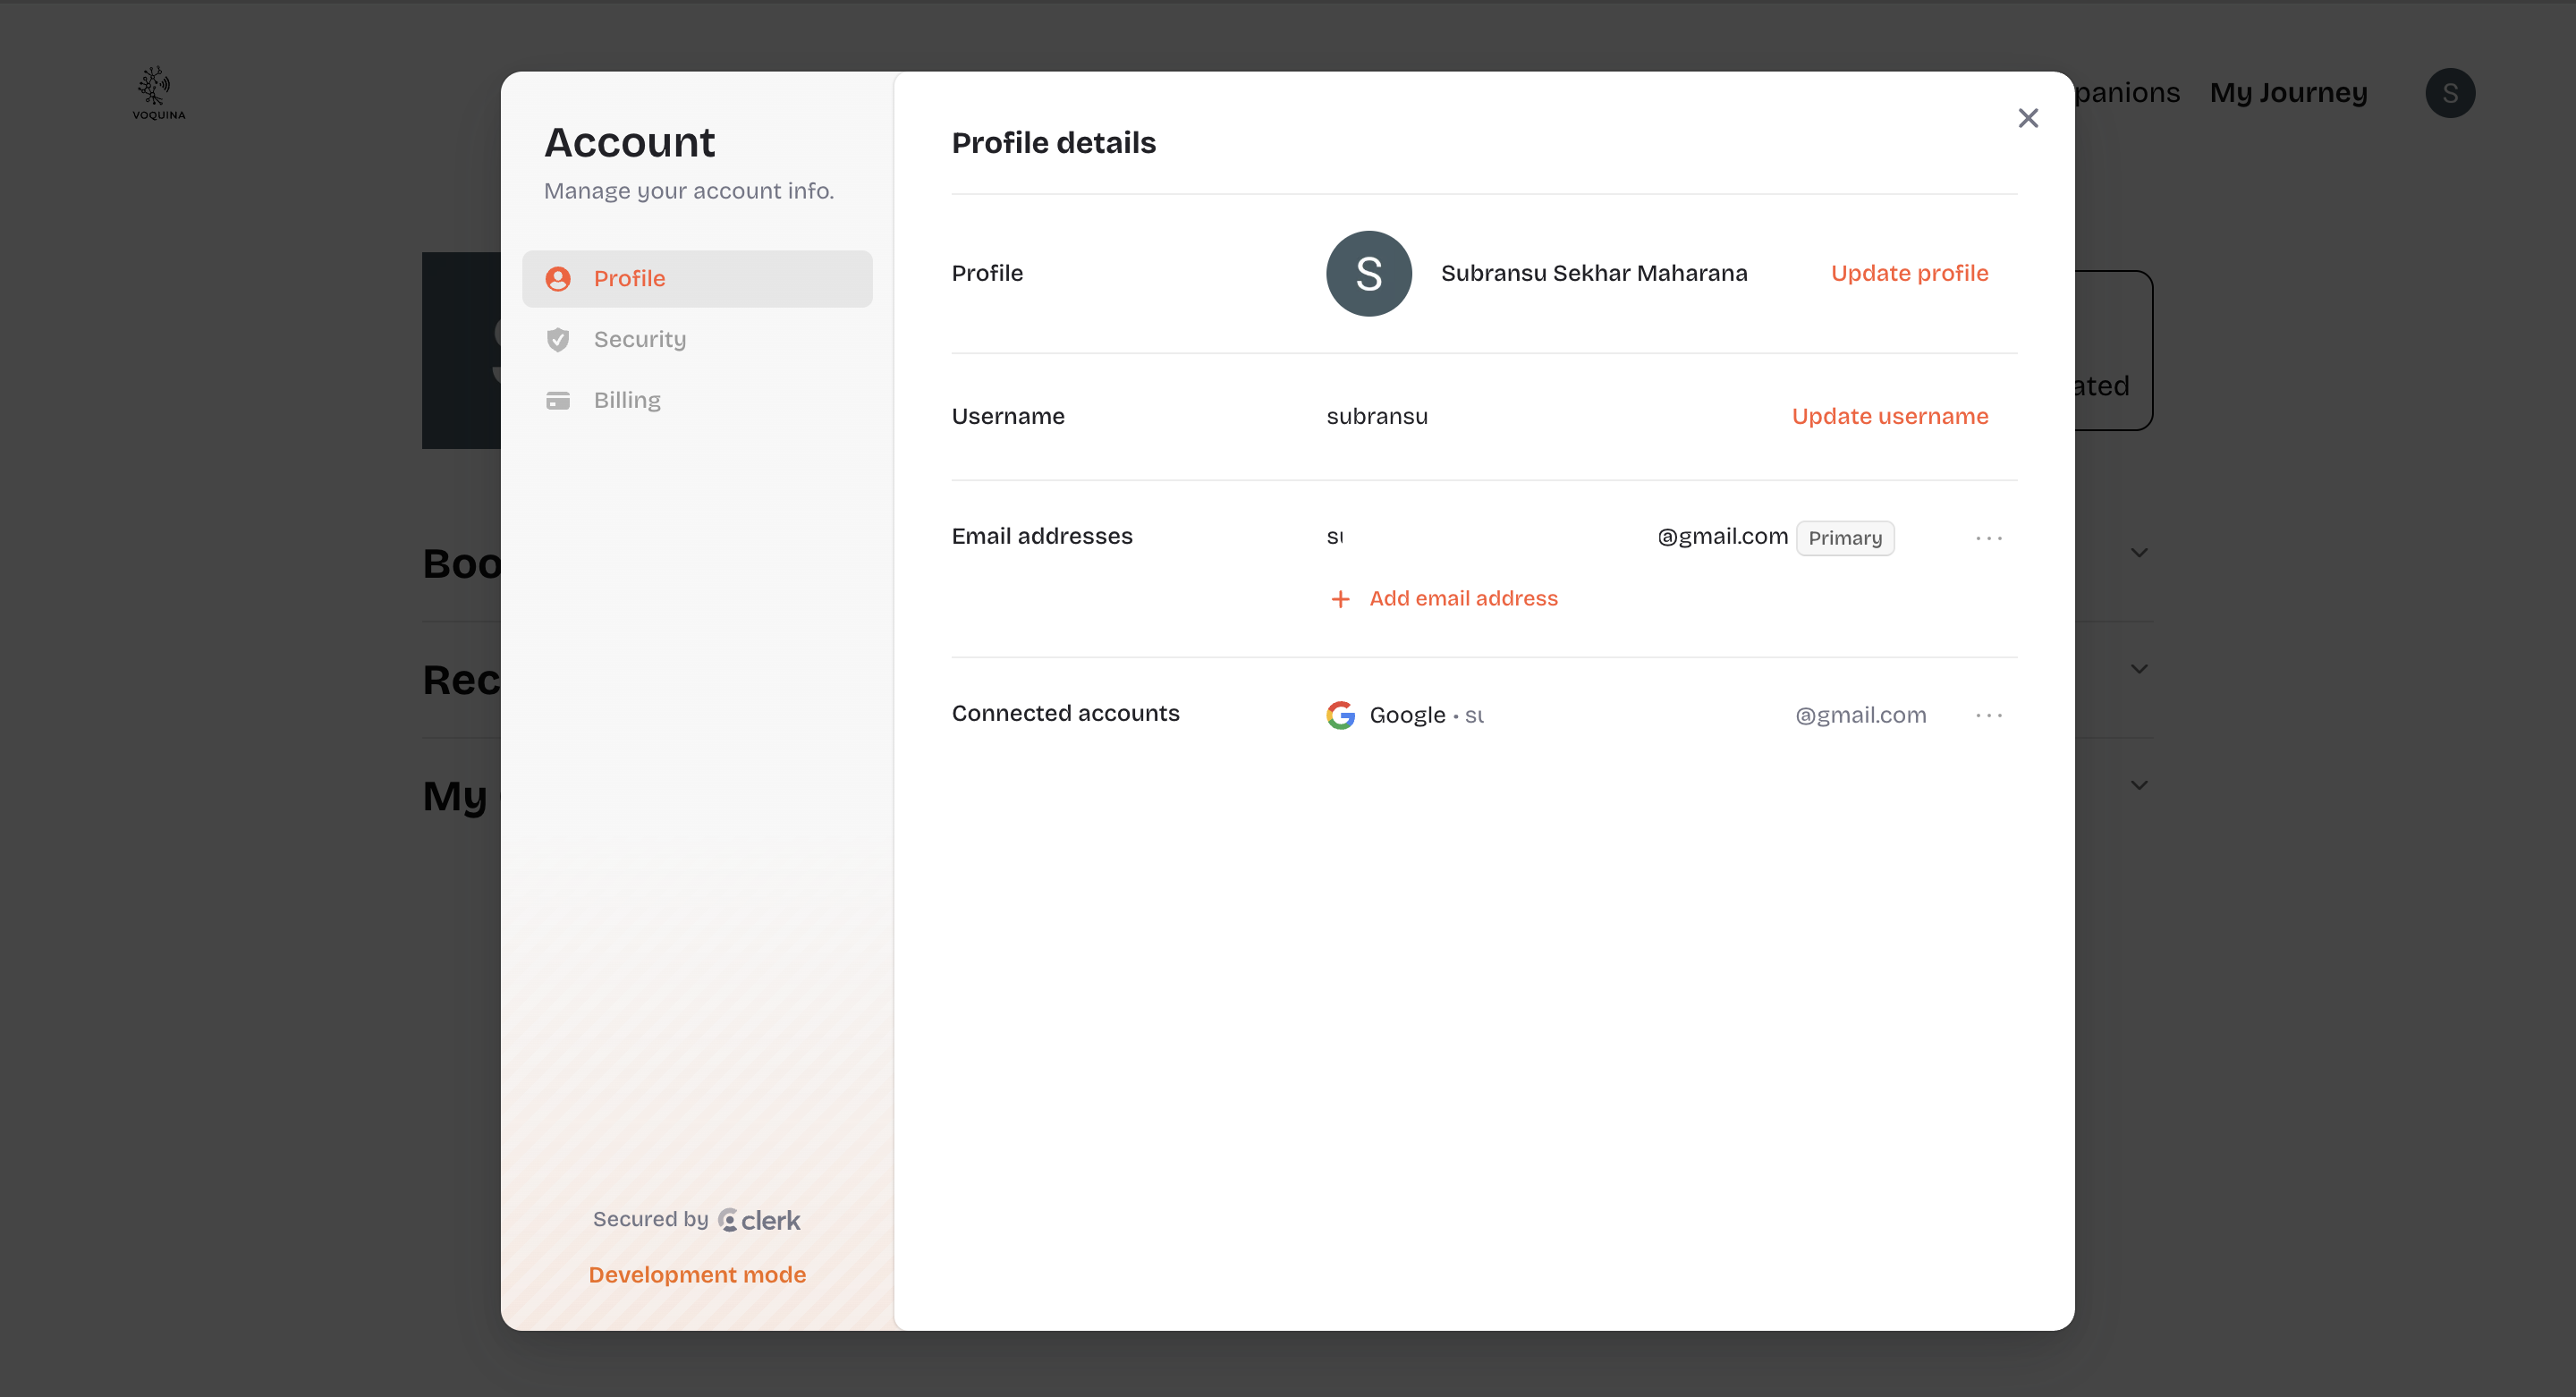 VOQUINA
panions
My Journey
S
Account
Manage your account info.
Profile
Security
Billing
Secured by clerk
Development mode
Profile details
Profile
S
Subransu Sekhar Maharana
Update profile
Username
subransu
Update username
Email addresses
@gmail.com
Primary
Add email address
Connected accounts
Google •
@gmail.com
ated
Boo
Rec
My